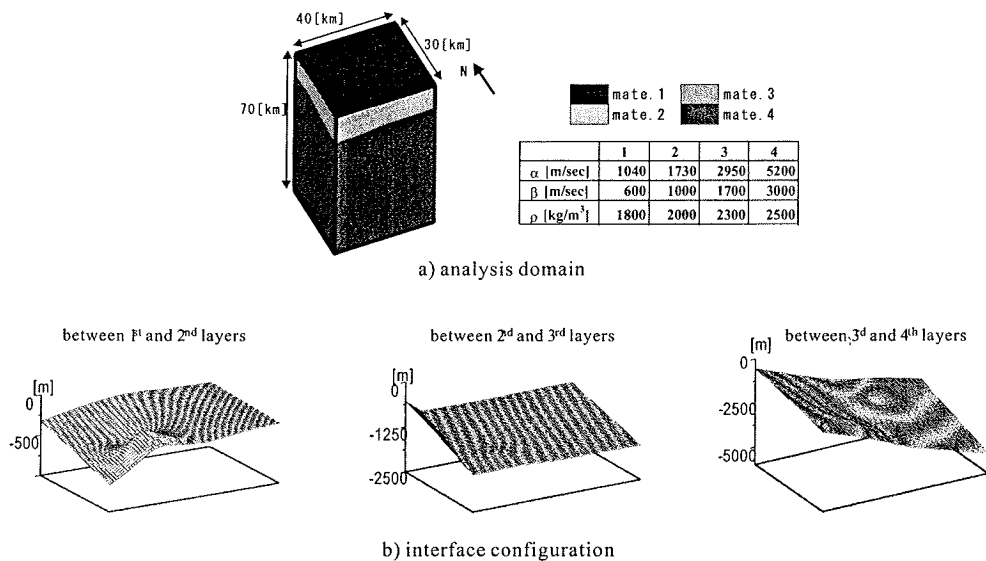 40 [km]
30 [km]
N
70 [km]
mate. 1
mate. 3
mate. 2
mate. 4
1 2 3 4
α [m/sec] 1040 1730 2950 5200
β [m/sec] 600 1000 1700 3000
ρ [kg/m³] 1800 2000 2300 2500
a) analysis domain
between 1st and 2nd layers
between 2nd and 3rd layers
between 3rd and 4th layers
[m]
0
-500
[m]
0
-1250
-2500
[m]
0
-2500
-5000
b) interface configuration